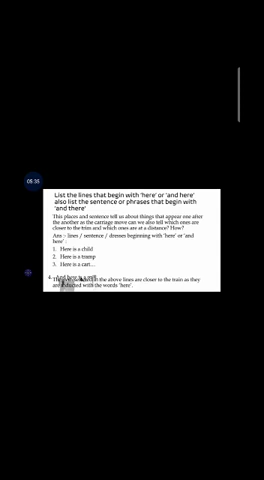 05:35
List the lines that begin with 'here' or 'and here'
also list the sentence or phrases that begin with
'and there'
This places and sentence tell us about things that appear one after
the another as the carriage move can we also tell which ones are
closer to the train and which ones are at a distance? How?
Ans :- lines / sentence / dresses beginning with 'here' or 'and
here' :
1. Here is a child
2. Here is a tramp
3. Here is a cart...
4. And here is a mill
in the above lines are closer to the train as they
are with the words 'here'.